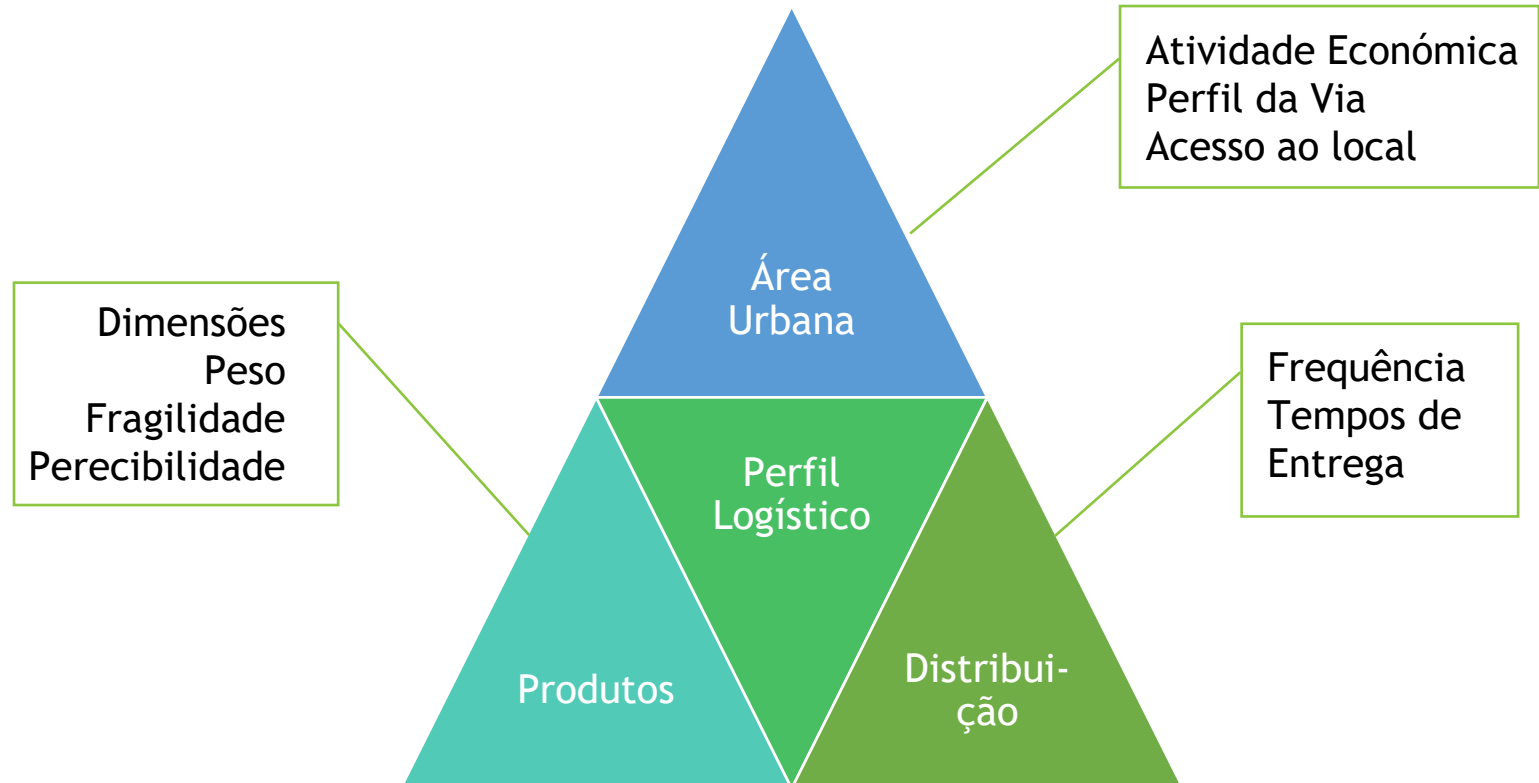 Atividade Económica
Perfil da Via
Acesso ao local
Área
Urbana
Dimensões
Peso
Fragilidade
Perecibilidade
Frequência
Tempos de
Entrega
Perfil
Logístico
Produtos
Distribui-
ção